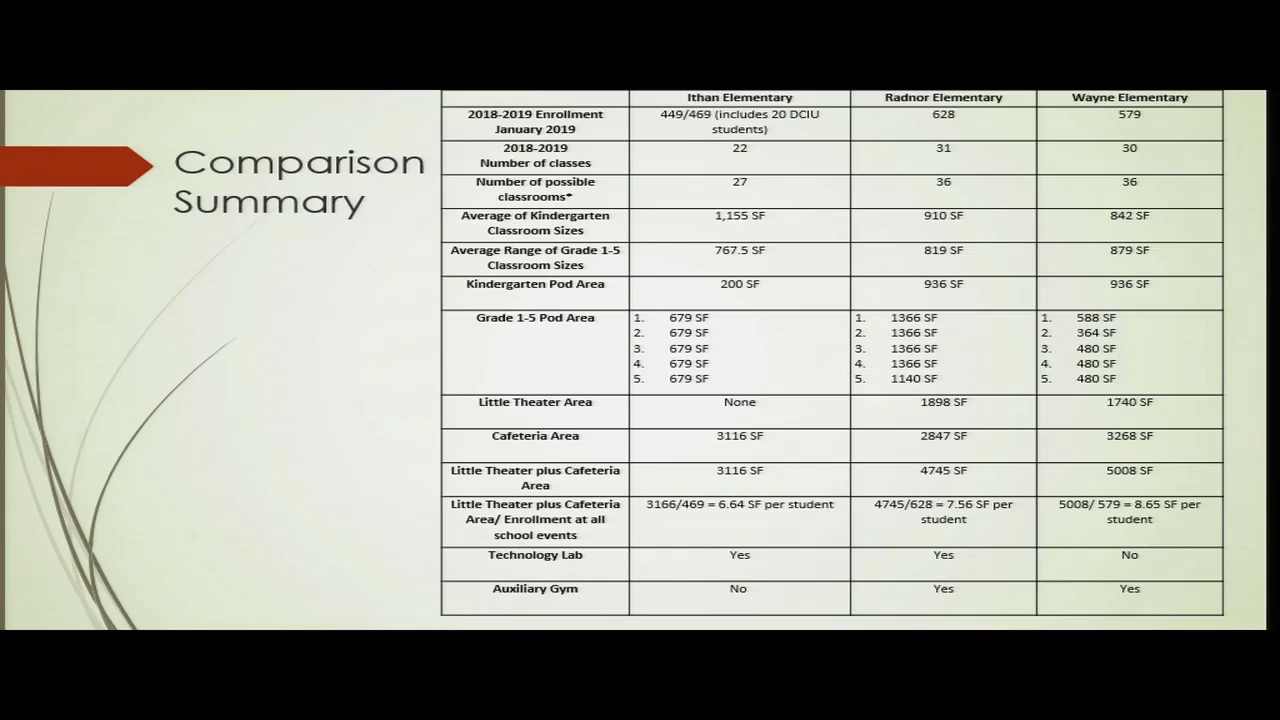 Comparison
Summary
Ithan Elementary Radnor Elementary Wayne Elementary
2018-2019 Enrollment 449/469 (includes 20 DCIU 628 579
January 2019 students)
2018-2019 22 31 30
Number of classes
Number of possible 27 36 36
classrooms*
Average of Kindergarten 1,155 SF 910 SF 842 SF
Classroom Sizes
Average Range of Grade 1-5 767.5 SF 819 SF 879 SF
Classroom Sizes
Kindergarten Pod Area 200 SF 936 SF 936 SF
Grade 1-5 Pod Area 1. 679 SF 1. 1366 SF 1. 588 SF
2. 679 SF 2. 1366 SF 2. 364 SF
3. 679 SF 3. 1366 SF 3. 480 SF
4. 679 SF 4. 1366 SF 4. 480 SF
5. 679 SF 5. 1140 SF 5. 480 SF
Little Theater Area None 1898 SF 1740 SF
Cafeteria Area 3116 SF 2847 SF 3268 SF
Little Theater plus Cafeteria 3116 SF 4745 SF 5008 SF
Area
Little Theater plus Cafeteria 3166/469 = 6.64 SF per student 4745/628 = 7.56 SF per 5008/ 579 = 8.65 SF per
Area/ Enrollment at all student student
school events
Technology Lab Yes Yes No
Auxiliary Gym No Yes Yes